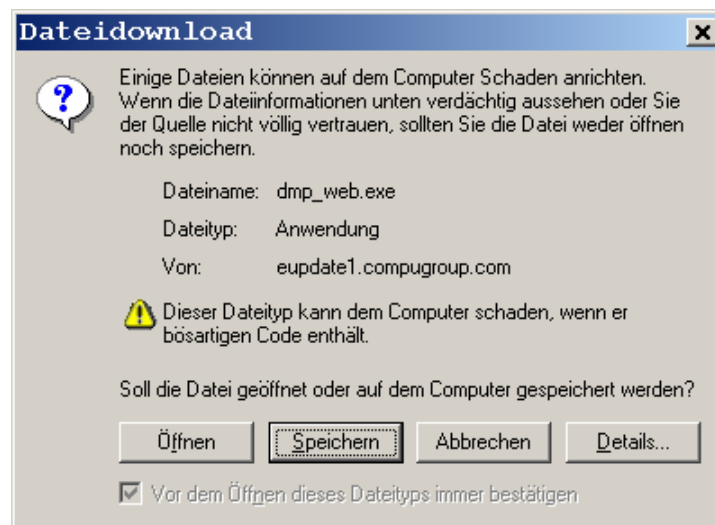 Dateidownload
Einige Dateien können auf dem Computer Schaden anrichten.
Wenn die Dateiinformationen unten verdächtig aussehen oder Sie
der Quelle nicht völlig vertrauen, sollten Sie die Datei weder öffnen
noch speichern.
Dateiname: dmp_web.exe
Dateityp: Anwendung
Von: eupdate1.compugroup.com
Dieser Dateityp kann dem Computer schaden, wenn er
bösartigen Code enthält.
Soll die Datei geöffnet oder auf dem Computer gespeichert werden?
Öffnen Speichern Abbrechen Details...
Vor dem Öffnen dieses Dateityps immer bestätigen